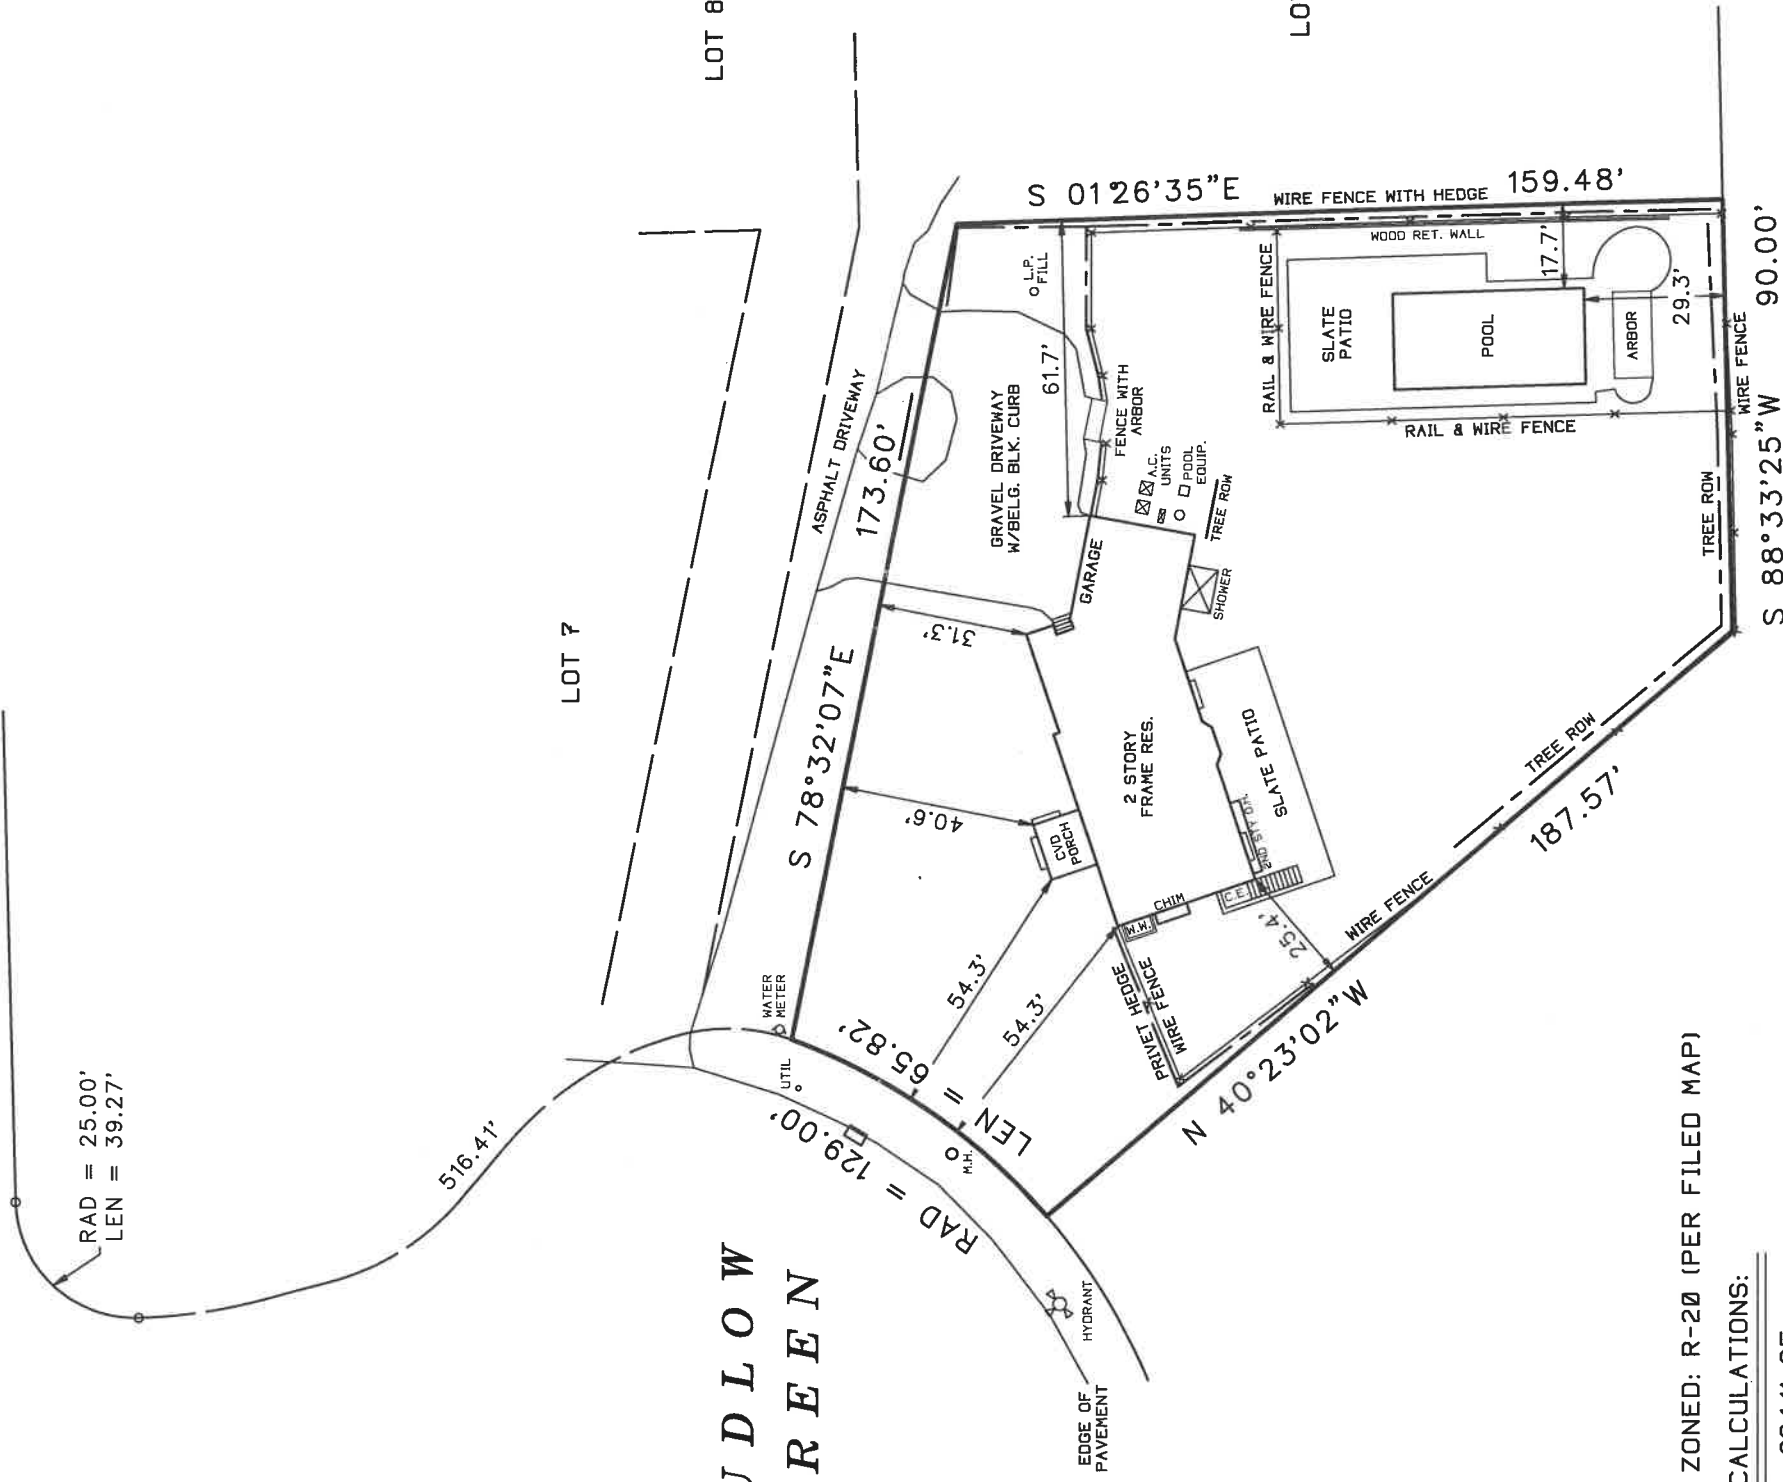 LOT 8
LOT 7
RAD = 25.00'
LEN = 39.27'
516.41'
S 01°26'35"E
WIRE FENCE WITH HEDGE
159.48'
WOOD RET. WALL
17.7'
29.3'
90.00'
L.P.
FILL
61.7'
RAIL & WIRE FENCE
SLATE
PATIO
POOL
ARBOR
WIRE FENCE
RAIL & WIRE FENCE
S 88°33'25"W
TREE ROW
ASPHALT DRIVEWAY
173.60'
GRAVEL DRIVEWAY
W/BELG. BLK. CURB
FENCE WITH
ARBOR
A.C.
UNITS
POOL
EQUIP.
TREE ROW
GARAGE
SHOWER
31.3'
S 78°32'07"E
40.6'
CVD
PORCH
2 STORY
FRAME RES.
SLATE PATIO
2ND STY O.H.
C.E.
CHIM
W.W.
25.4'
TREE ROW
187.57'
WIRE FENCE
N 40°23'02"W
PRIVET HEDGE
WIRE FENCE
54.3'
54.3'
WATER
METER
UTIL
LEN = 65.82'
RAD = 129.00'
M.H.
HYDRANT
EDGE OF
PAVEMENT
UDLOW
REEN
ZONED: R-20 (PER FILED MAP)
CALCULATIONS: